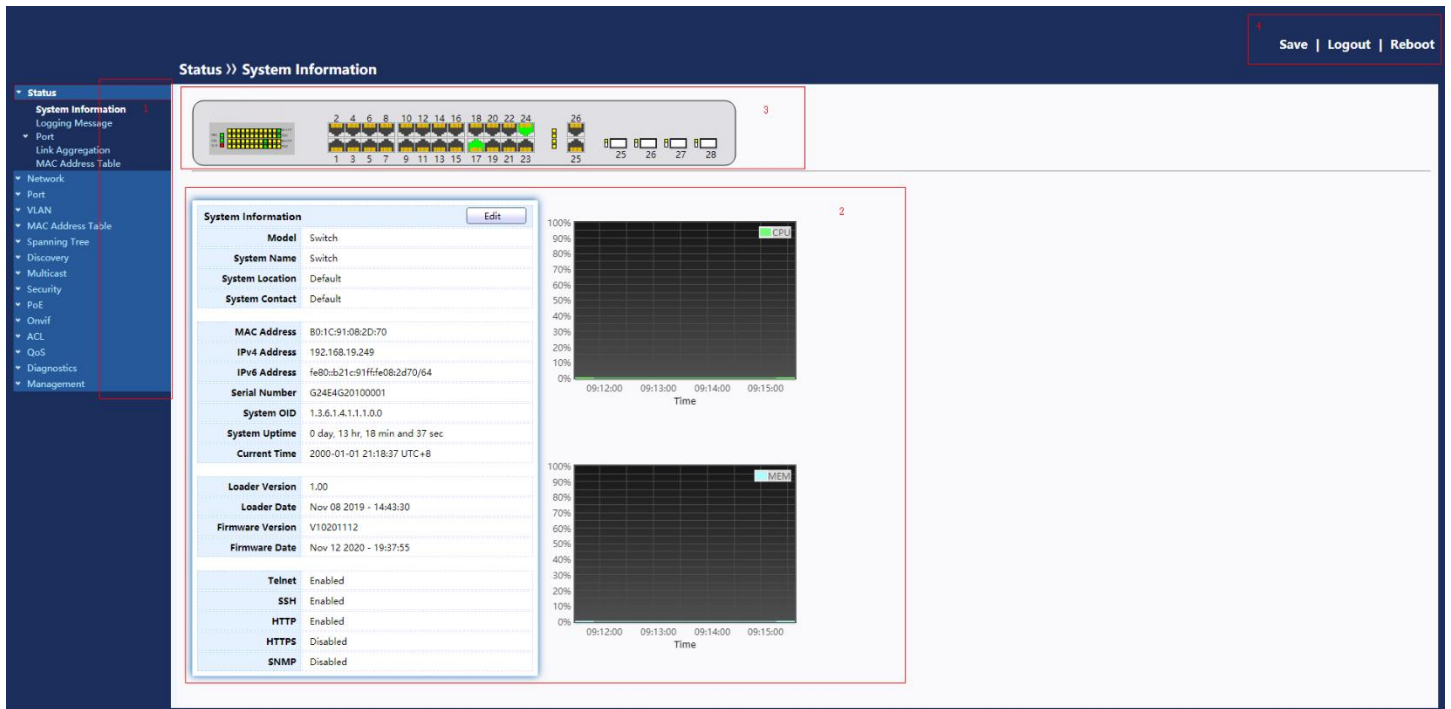 4
Save | Logout | Reboot
Status 》 System Information
Status
System Information
1
Logging Message
Port
Link Aggregation
MAC Address Table
Network
Port
VLAN
MAC Address Table
Spanning Tree
Discovery
Multicast
Security
PoE
Onvif
ACL
QoS
Diagnostics
Management
3
2 4 6 8 10 12 14 16 18 20 22 24 26
1 3 5 7 9 11 13 15 17 19 21 23 25
25 26 27 28
2
System Information
Edit
Model Switch
System Name Switch
System Location Default
System Contact Default
MAC Address B0:1C:91:08:2D:70
IPv4 Address 192.168.19.249
IPv6 Address fe80::b21c:91ff:fe08:2d70/64
Serial Number G24E4G20100001
System OID 1.3.6.1.4.1.1.1.0.0
System Uptime 0 day, 13 hr, 18 min and 37 sec
Current Time 2000-01-01 21:18:37 UTC+8
Loader Version 1.00
Loader Date Nov 08 2019 - 14:43:30
Firmware Version V10201112
Firmware Date Nov 12 2020 - 19:37:55
Telnet Enabled
SSH Enabled
HTTP Enabled
HTTPS Disabled
SNMP Disabled
CPU
100%
90%
80%
70%
60%
50%
40%
30%
20%
10%
0%
09:12:00 09:13:00 09:14:00 09:15:00
Time
MEM
100%
90%
80%
70%
60%
50%
40%
30%
20%
10%
0%
09:12:00 09:13:00 09:14:00 09:15:00
Time